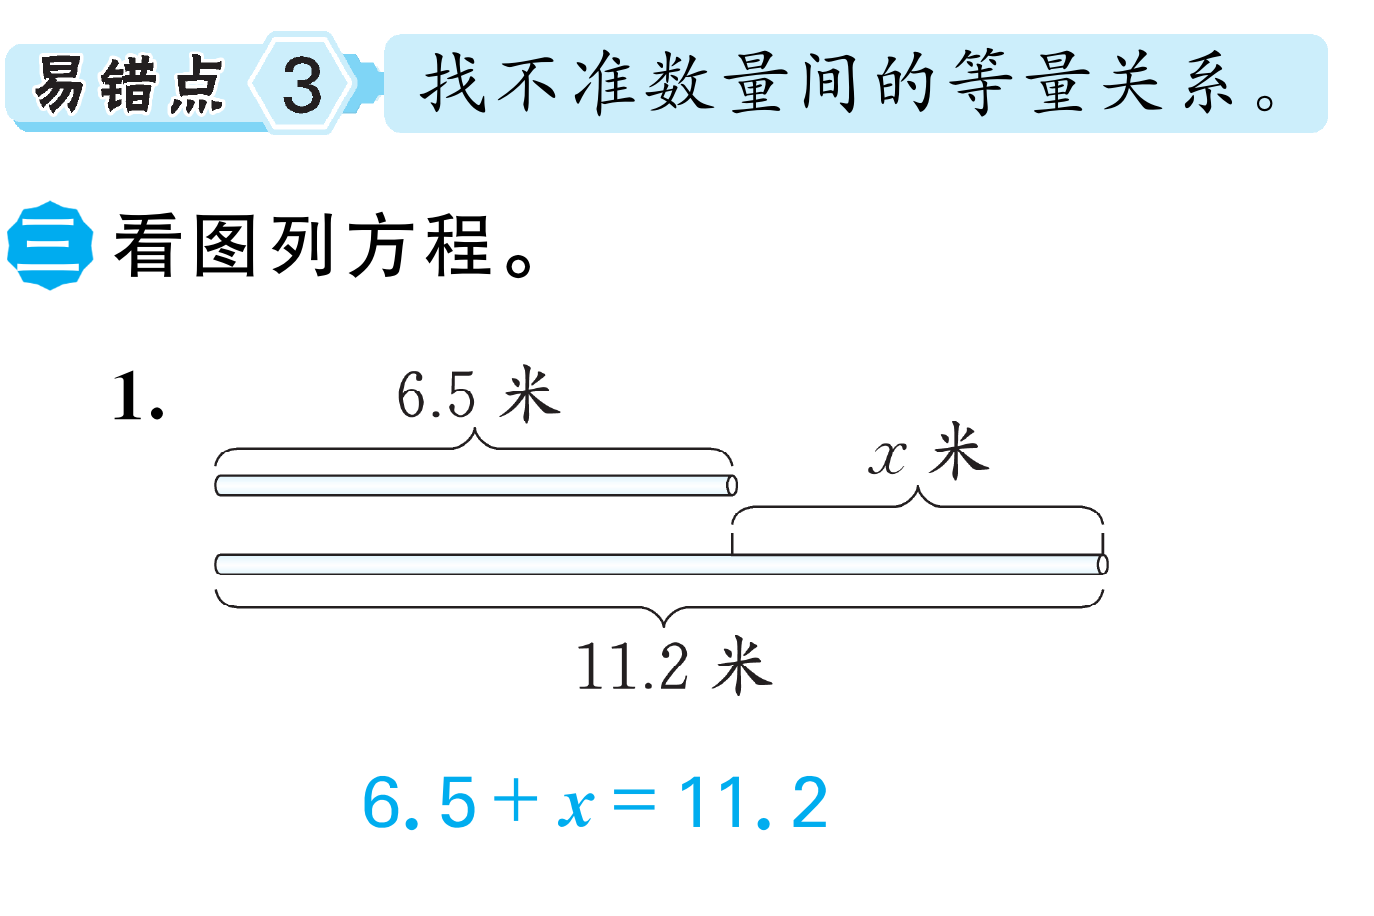 易错点 3 找不准数量间的等量关系。
三 看图列方程。
1. 6.5 米
x 米
11.2 米
6.5+x=11.2